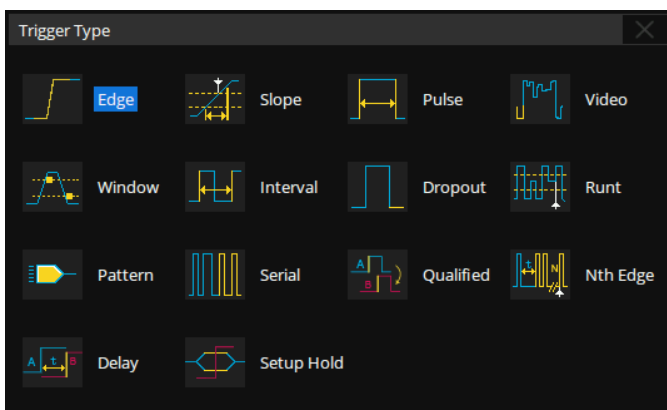 Trigger Type
Edge Slope Pulse Video
Window Interval Dropout Runt
Pattern Serial A B Qualified t N Nth Edge
A t B Delay Setup Hold